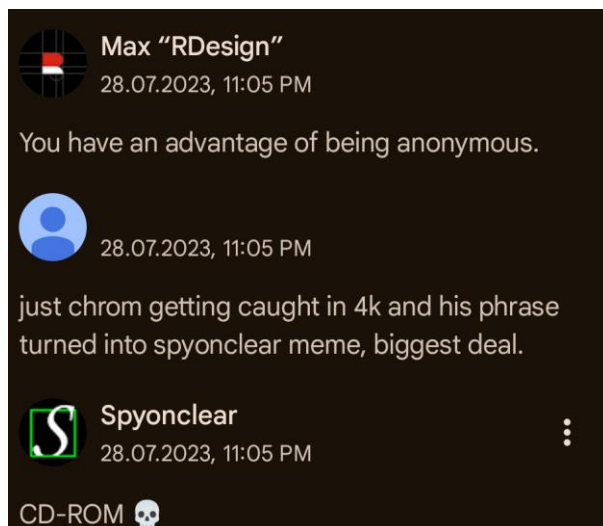 Max “RDesign”
28.07.2023, 11:05 PM
You have an advantage of being anonymous.
28.07.2023, 11:05 PM
just chrom getting caught in 4k and his phrase
turned into spyonclear meme, biggest deal.
S
Spyonclear
28.07.2023, 11:05 PM
CD-ROM 💀